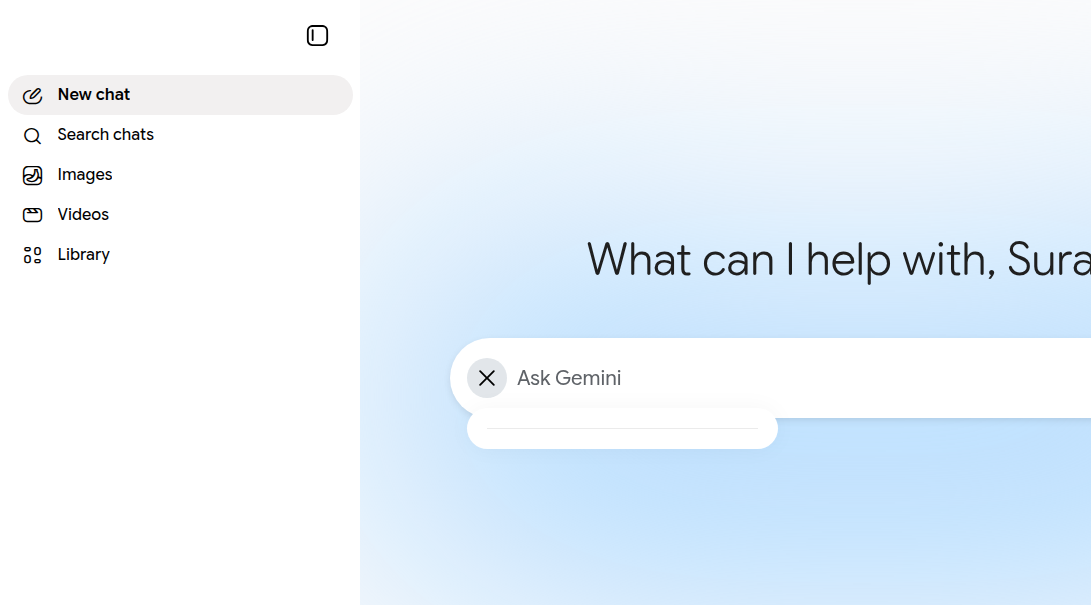 New chat
Search chats
Images
Videos
Library
What can I help with, Sura
Ask Gemini